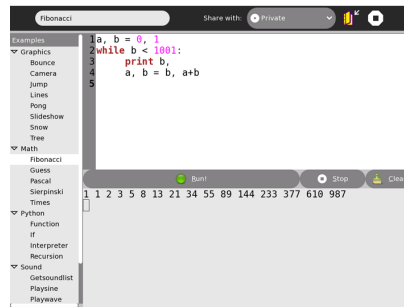 Fibonacci Share with: Private
Examples
Graphics
Bounce
Camera
Jump
Lines
Pong
Slideshow
Snow
Tree
Math
Fibonacci
Guess
Pascal
Sierpinski
Times
Python
Function
If
Interpreter
Recursion
Sound
Getsoundlist
Playsine
Playwave
1 a, b = 0, 1
2 while b < 1001:
3 print b,
4 a, b = b, a+b
5
Run! Stop Clea
1 1 2 3 5 8 13 21 34 55 89 144 233 377 610 987